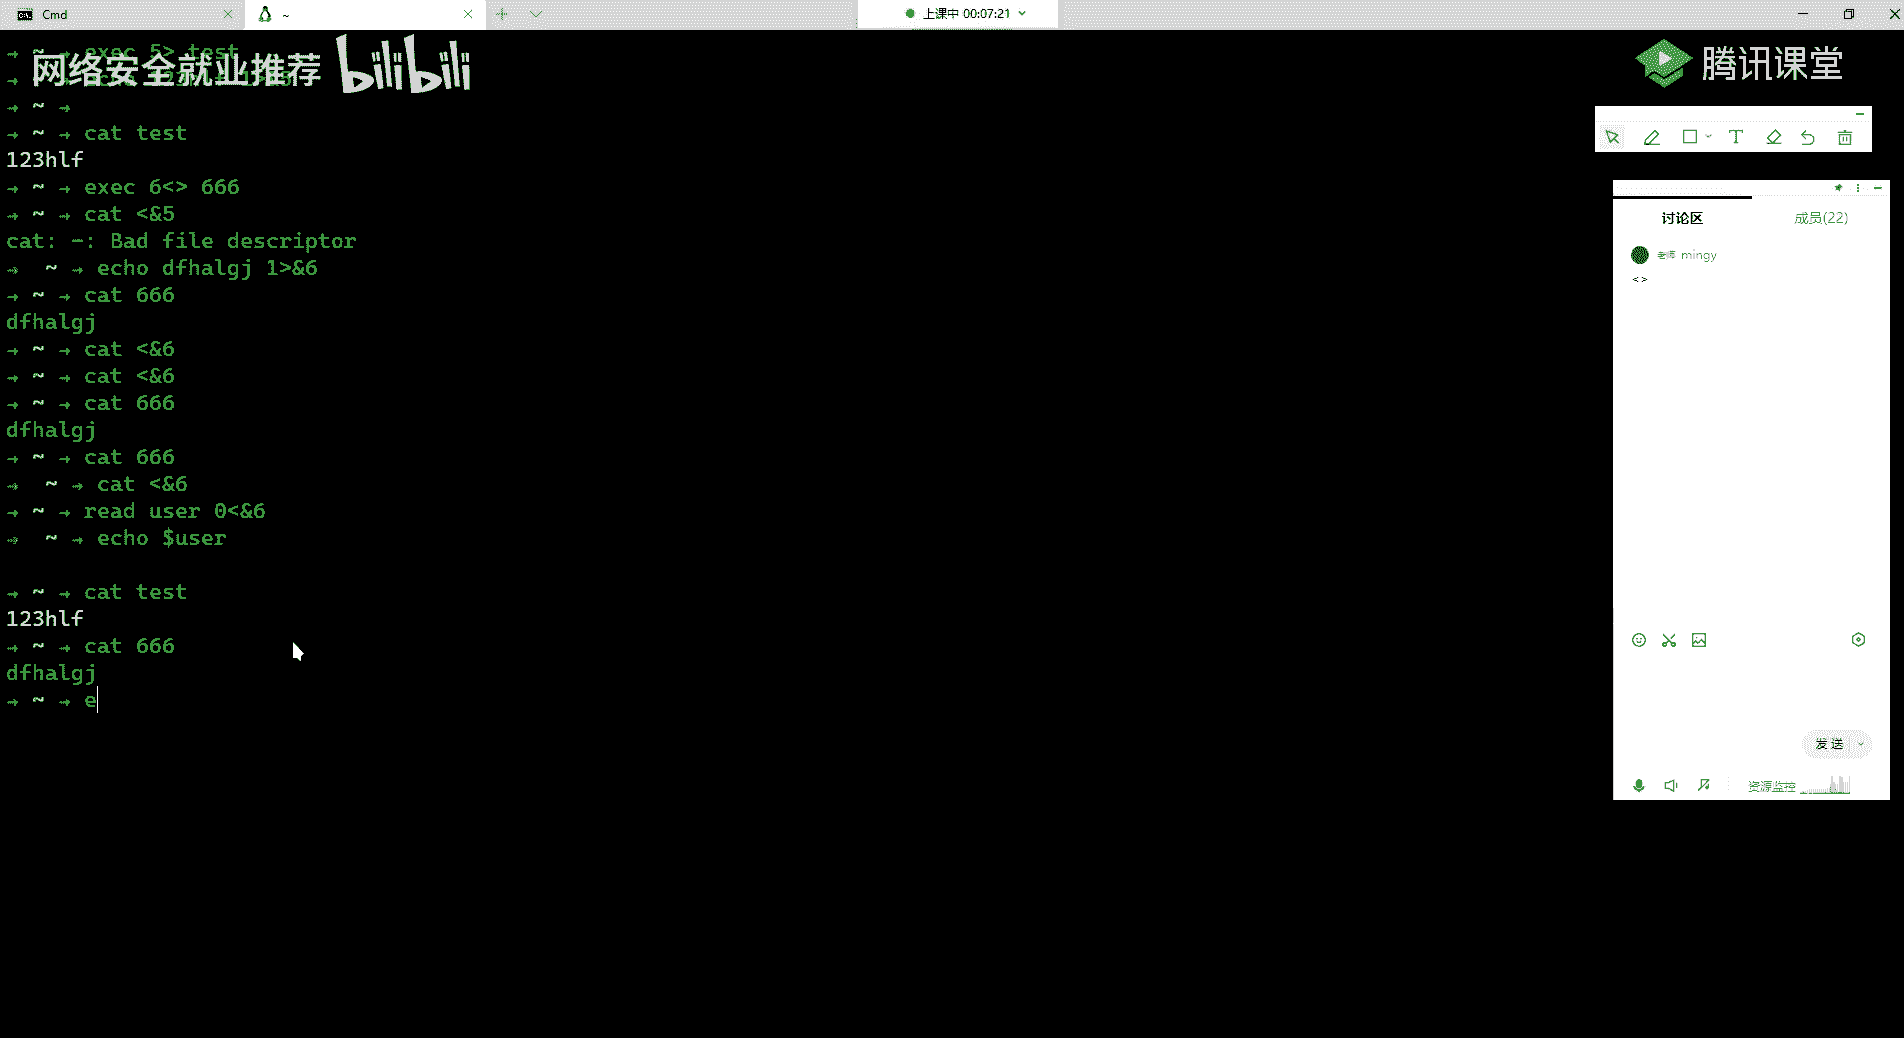 Cmd
~
上课中 00:07:21
→ ~ → exec 5> test
网络安全就业推荐 bilibili
腾讯课堂
→ ~ →
→ ~ → cat test
123hlf
→ ~ → exec 6<> 666
→ ~ → cat <&5
cat: -: Bad file descriptor
→ ~ → echo dfhalgj 1>&6
→ ~ → cat 666
dfhalgj
→ ~ → cat <&6
→ ~ → cat <&6
→ ~ → cat 666
dfhalgj
→ ~ → cat 666
→ ~ → cat <&6
→ ~ → read user 0<&6
→ ~ → echo $user
→ ~ → cat test
123hlf
→ ~ → cat 666
dfhalgj
→ ~ → e
讨论区 成员(22)
老师 mingy
<>
发送
资源监控